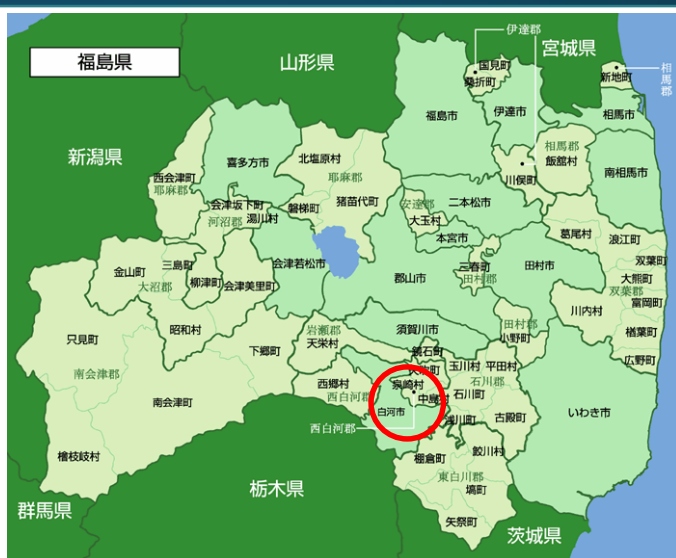 伊達郡
宮城県
福島県
山形県
国見町
桑折町
新地町
相馬郡
福島市
伊達市
相馬市
新潟県
喜多方市
北塩原村
耶麻郡
相馬郡
飯舘村
西会津町
耶麻郡
川俣町
南相馬市
会津坂下町
河沼郡
湯川村
磐梯町
猪苗代町
安達郡
大玉村
二本松市
本宮市
葛尾村
浪江町
会津若松市
三春町
田村郡
田村市
双葉町
大熊町
双葉郡
富岡町
金山町
三島町
大沼郡
柳津町
会津美里町
郡山市
川内村
楢葉町
只見町
昭和村
下郷町
岩瀬郡
天栄村
須賀川市
田村郡
小野町
広野町
鏡石町
矢吹町
玉川村
平田村
石川郡
南会津郡
西郷村
西白河郡
泉崎村
中島村
石川町
白河市
いわき市
南会津町
西白河郡
浅川町
古殿町
檜枝岐村
棚倉町
鮫川村
東白川郡
塙町
栃木県
群馬県
矢祭町
茨城県